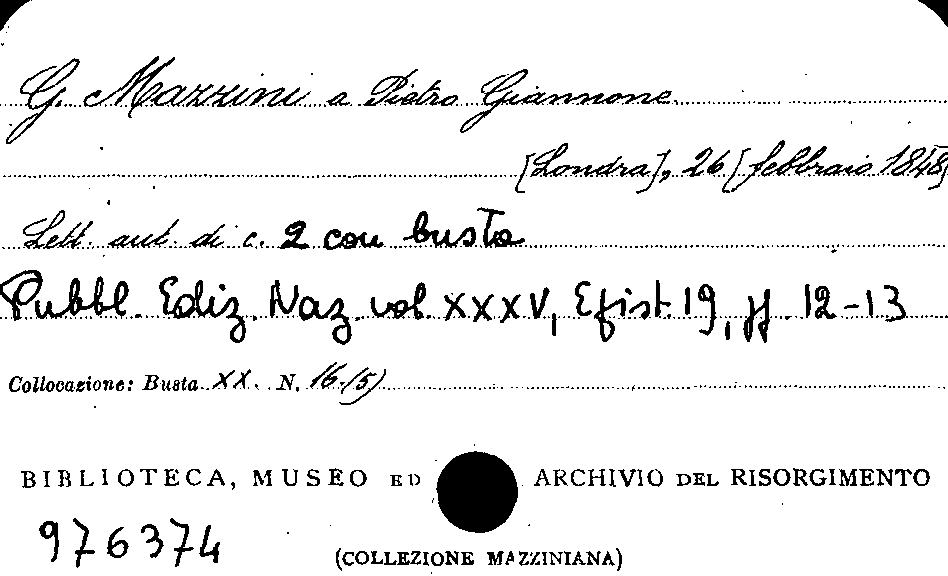 G. Mazzini a Pietro Giannone
[Londra], 26 [febbraio 1848]
Lett. aut. di c. 2 con busta
Pubbl. Ediz. Naz. vol. XXXV, Epist. 19, pp. 12-13
Collocazione: Busta XX. N. 16 (5)
BIBLIOTECA, MUSEO ED ARCHIVIO DEL RISORGIMENTO
976374
(COLLEZIONE MAZZINIANA)